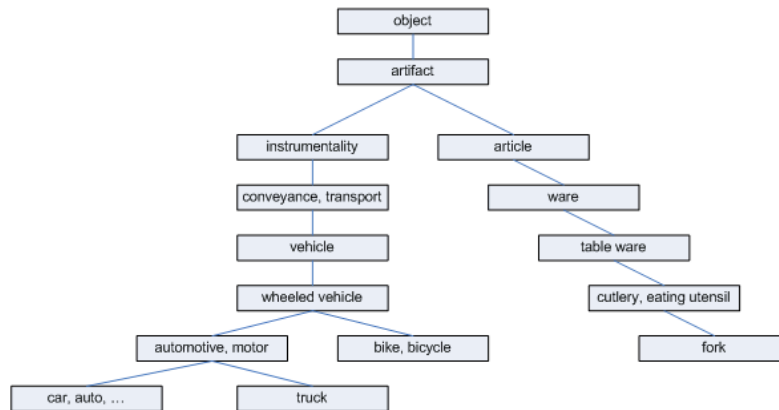 object
artifact
instrumentality
article
conveyance, transport
ware
vehicle
table ware
wheeled vehicle
cutlery, eating utensil
automotive, motor
bike, bicycle
fork
car, auto, …
truck